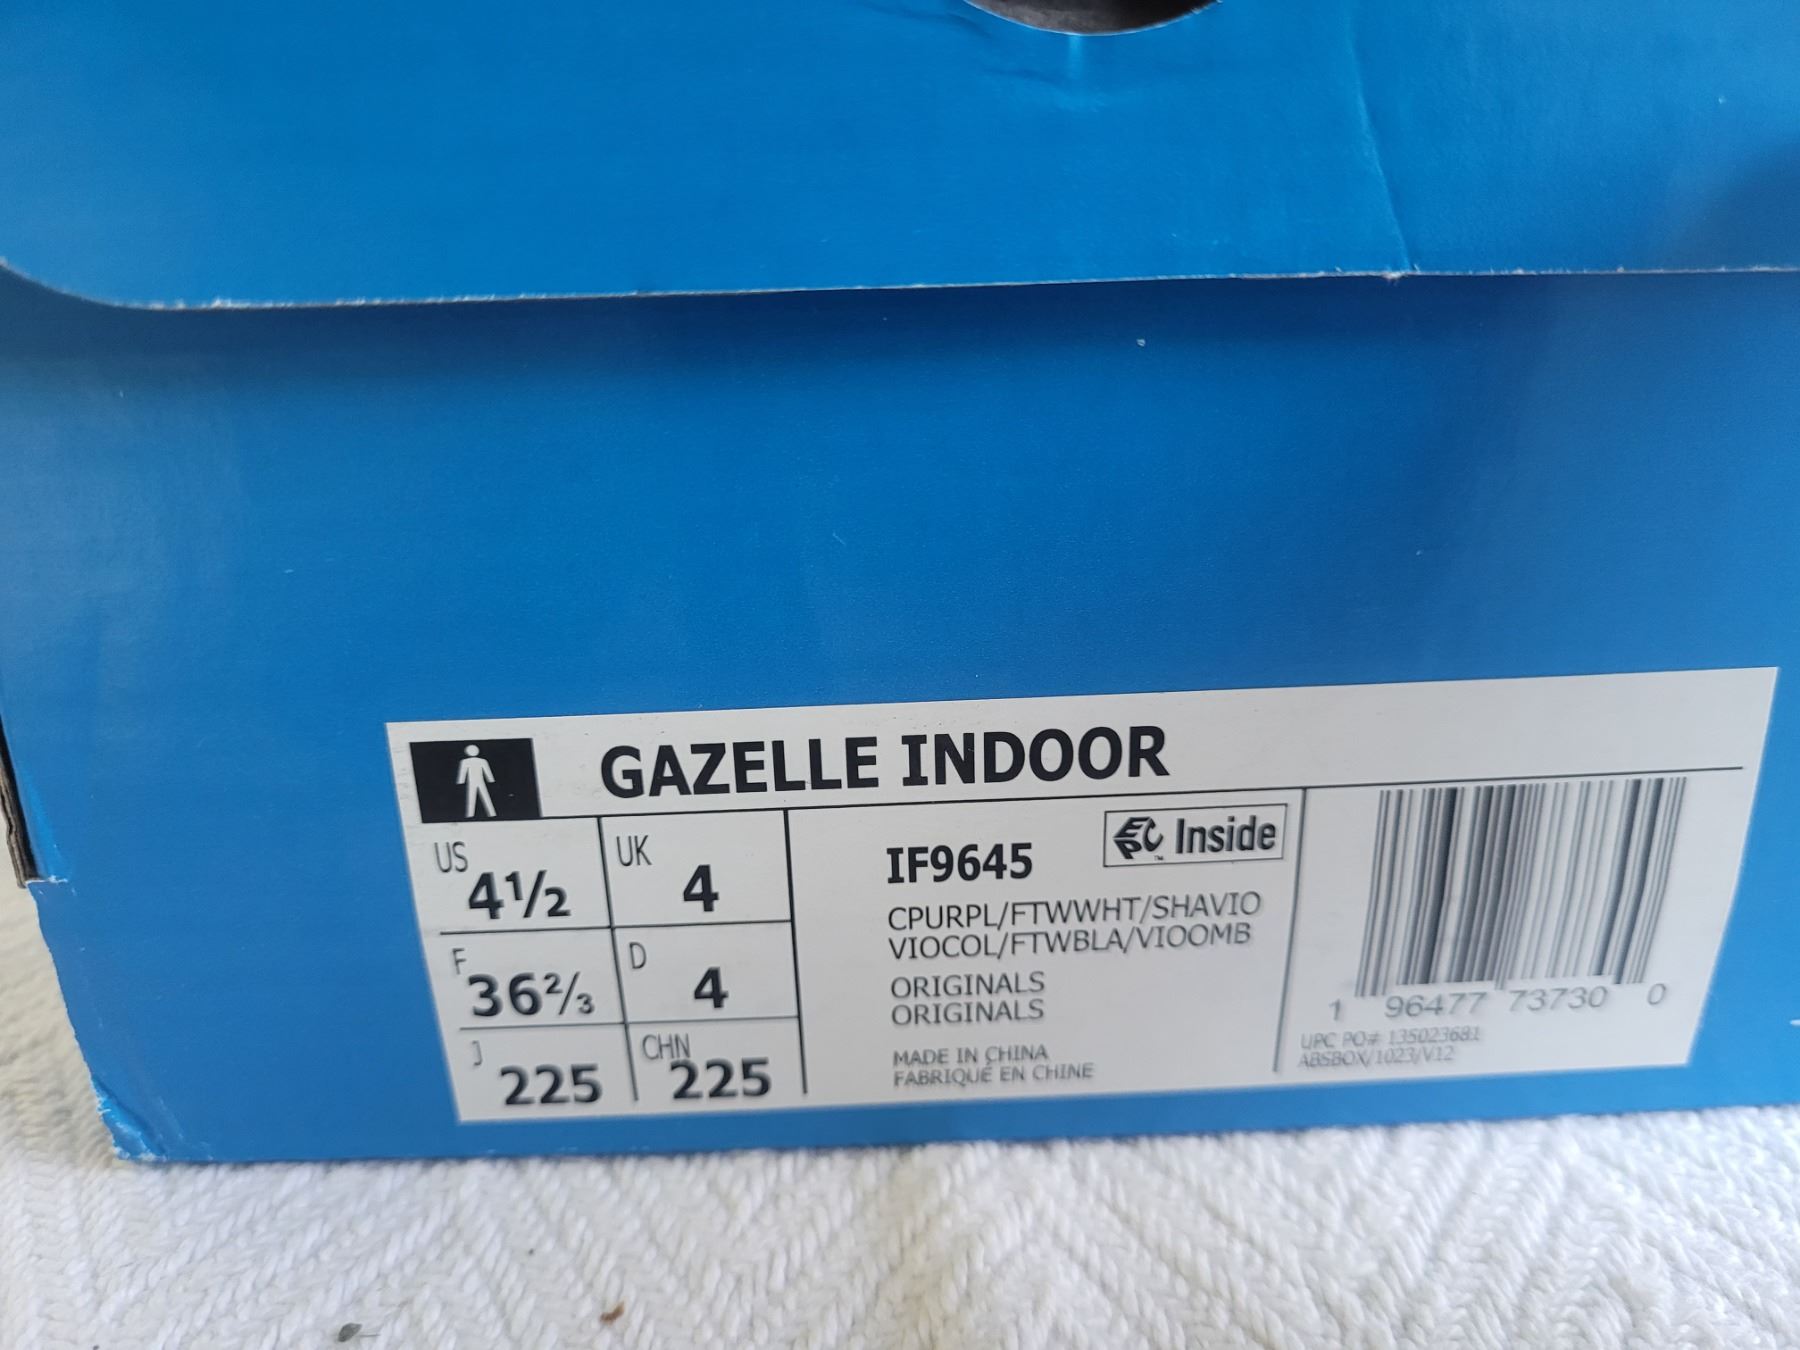 GAZELLE INDOOR
US 4½ UK 4
F 36⅔ D 4
J 225 CHN 225
IF9645
EPC™ Inside
CPURPL/FTWWHT/SHAVIO
VIOCOL/FTWBLA/VIOOMB
ORIGINALS
ORIGINALS
MADE IN CHINA
FABRIQUÉ EN CHINE
1 96477 73730 0
UPC PO# 135023681
ABSBOX/1023/V12